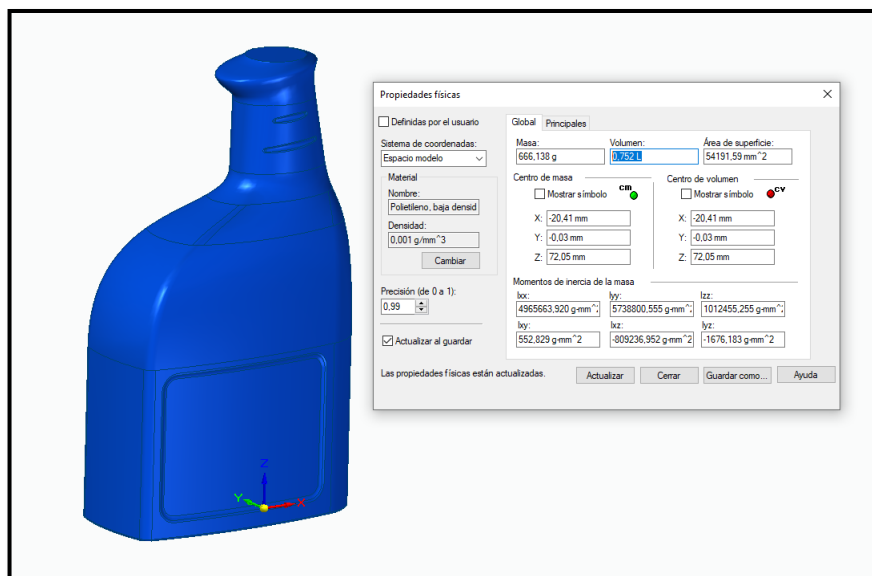 Propiedades físicas
Definidas por el usuario
Sistema de coordenadas:
Espacio modelo
Material
Nombre:
Polietileno, baja densid
Densidad:
0,001 g/mm^3
Cambiar
Precisión (de 0 a 1):
0,99
Actualizar al guardar
Global Principales
Masa: Volumen: Área de superficie:
666,138 g 0,752 L 54191,59 mm^2
Centro de masa Centro de volumen
Mostrar símbolo CM Mostrar símbolo CV
X: -20,41 mm X: -20,41 mm
Y: -0,03 mm Y: -0,03 mm
Z: 72,05 mm Z: 72,05 mm
Momentos de inercia de la masa
Ixx: Iyy: Izz:
4965663,920 g-mm^2 5738800,555 g-mm^2 1012455,255 g-mm^2
Ixy: Ixz: Iyz:
552,829 g-mm^2 -809236,952 g-mm^2 -1676,183 g-mm^2
Las propiedades físicas están actualizadas.
Actualizar Cerrar Guardar como... Ayuda
Z
Y X